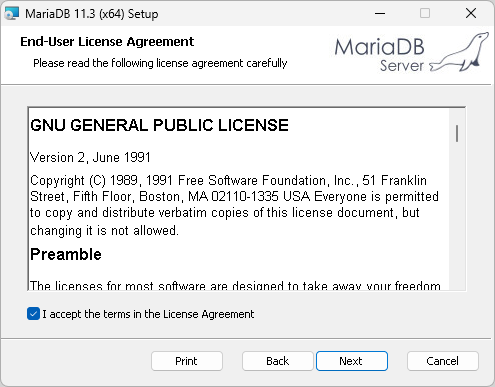 MariaDB 11.3 (x64) Setup
End-User License Agreement
Please read the following license agreement carefully
MariaDB
Server
GNU GENERAL PUBLIC LICENSE
Version 2, June 1991
Copyright (C) 1989, 1991 Free Software Foundation, Inc., 51 Franklin
Street, Fifth Floor, Boston, MA 02110-1335 USA Everyone is permitted
to copy and distribute verbatim copies of this license document, but
changing it is not allowed.
Preamble
The licenses for most software are designed to take away your freedom
I accept the terms in the License Agreement
Print
Back
Next
Cancel